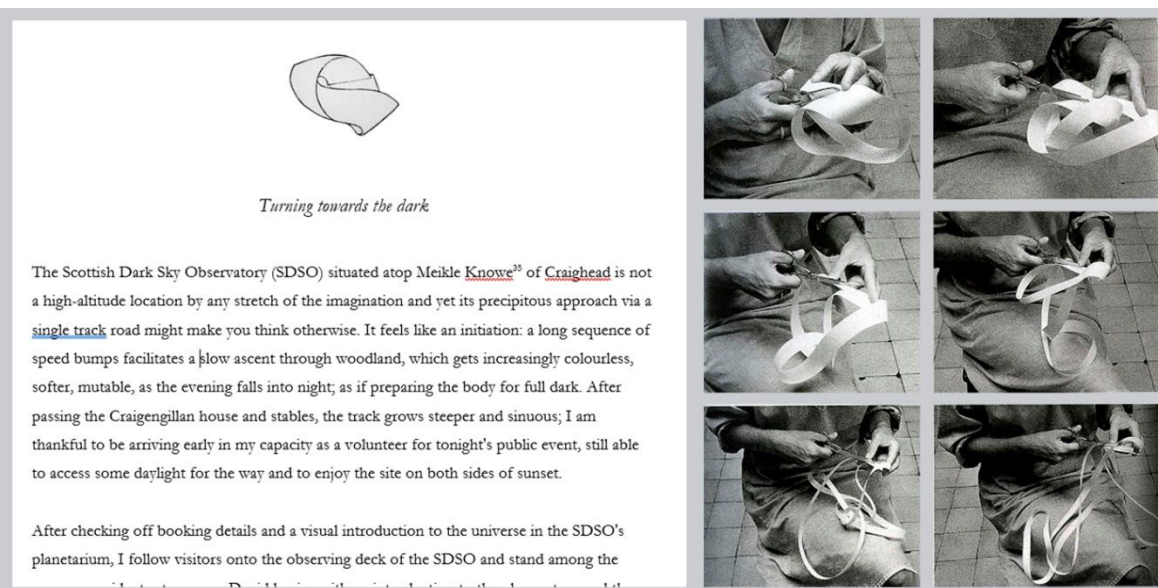 Turning towards the dark
The Scottish Dark Sky Observatory (SDSO) situated atop Meikle Knowe³⁵ of Craighead is not
a high-altitude location by any stretch of the imagination and yet its precipitous approach via a
single track road might make you think otherwise. It feels like an initiation: a long sequence of
speed bumps facilitates a slow ascent through woodland, which gets increasingly colourless,
softer, mutable, as the evening falls into night; as if preparing the body for full dark. After
passing the Craigengillan house and stables, the track grows steeper and sinuous; I am
thankful to be arriving early in my capacity as a volunteer for tonight's public event, still able
to access some daylight for the way and to enjoy the site on both sides of sunset.
After checking off booking details and a visual introduction to the universe in the SDSO's
planetarium, I follow visitors onto the observing deck of the SDSO and stand among the